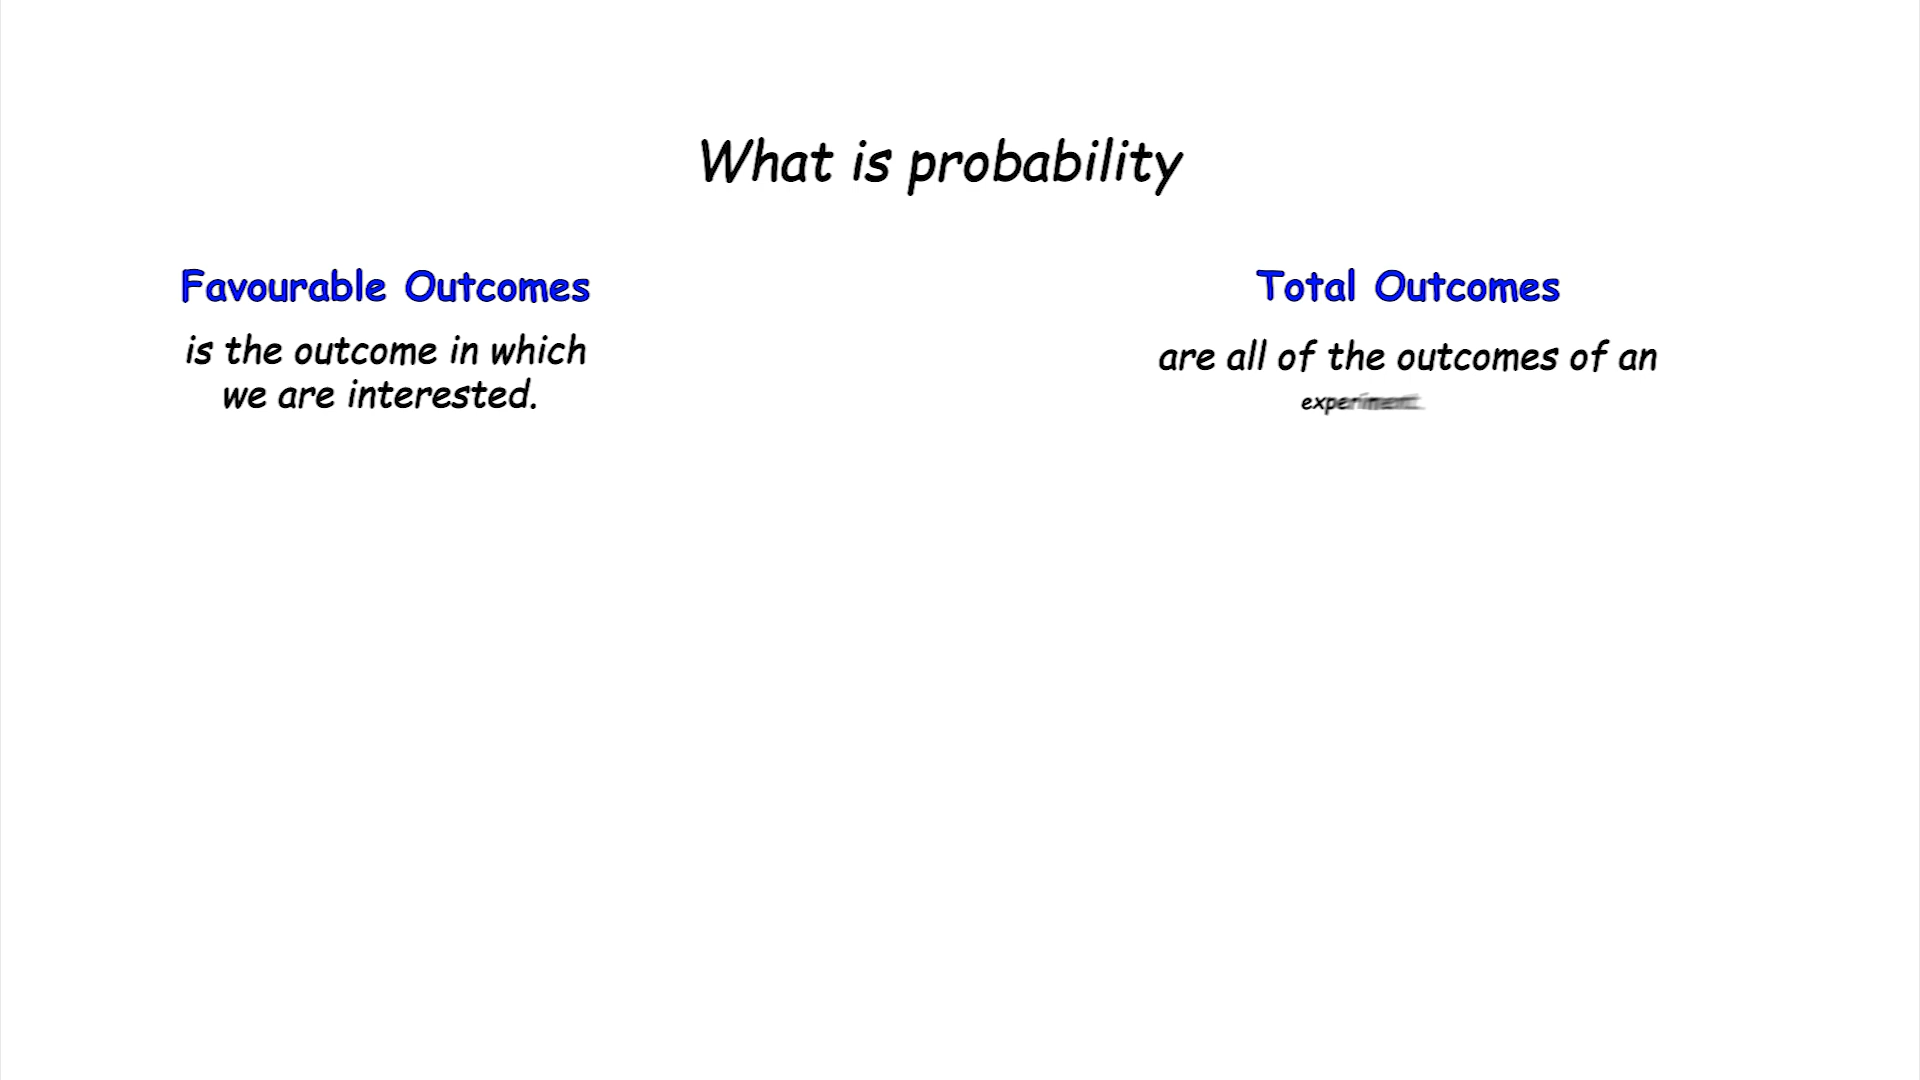 What is probability
Favourable Outcomes
is the outcome in which
we are interested.
Total Outcomes
are all of the outcomes of an
experiment.